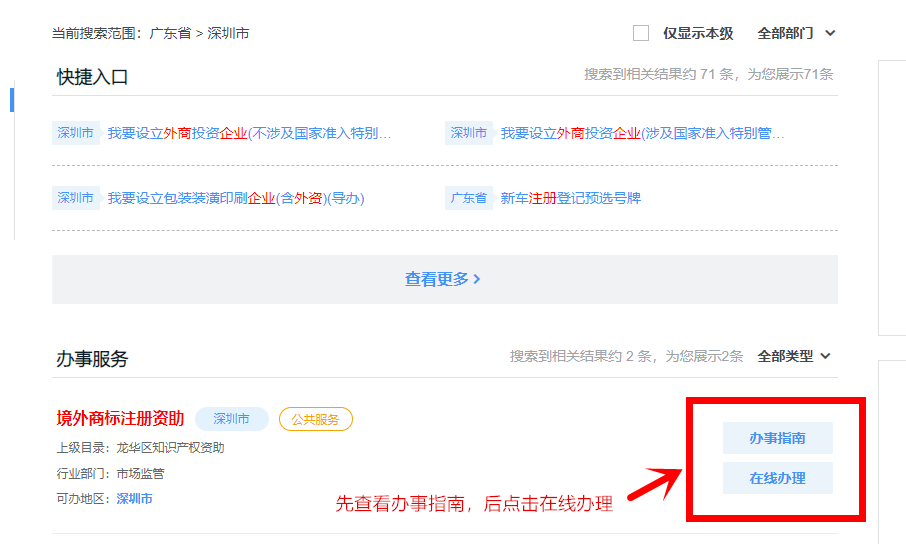 当前搜索范围：广东省 > 深圳市 仅显示本级 全部部门
快捷入口 搜索到相关结果约 71 条，为您展示71条
深圳市 我要设立外商投资企业(不涉及国家准入特别... 深圳市 我要设立外商投资企业(涉及国家准入特别管...
深圳市 我要设立包装装潢印刷企业(含外资)(导办) 广东省 新车注册登记预选号牌
查看更多 >
办事服务 搜索到相关结果约 2 条，为您展示2条 全部类型
境外商标注册资助 深圳市 公共服务
办事指南
上级目录：龙华区知识产权资助
行业部门：市场监管
在线办理
可办地区：深圳市
先查看办事指南，后点击在线办理